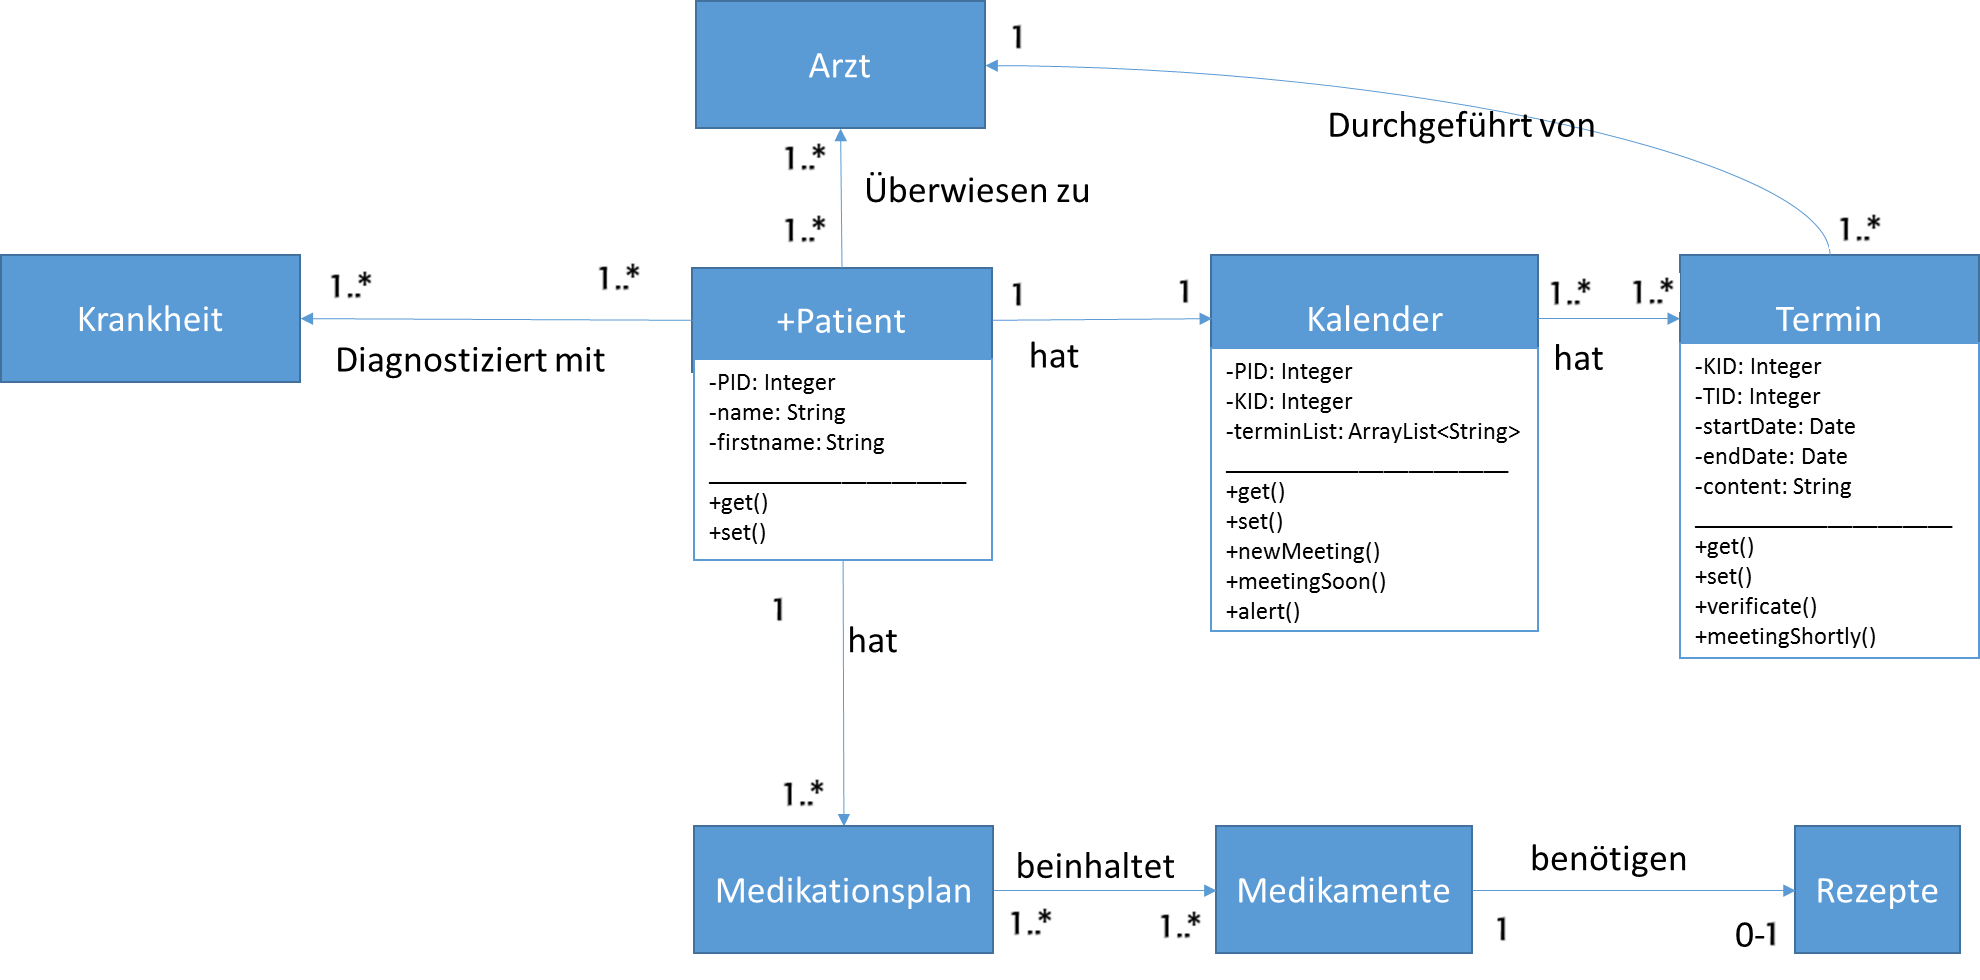 Arzt
1
Durchgeführt von
1..*
Überwiesen zu
1..*
1..*
Krankheit
1..*
1..*
Diagnostiziert mit
+Patient
-PID: Integer
-name: String
-firstname: String
+get()
+set()
1
1
hat
Kalender
-PID: Integer
-KID: Integer
-terminList: ArrayList<String>
+get()
+set()
+newMeeting()
+meetingSoon()
+alert()
1..*
1..*
hat
Termin
-KID: Integer
-TID: Integer
-startDate: Date
-endDate: Date
-content: String
+get()
+set()
+verificate()
+meetingShortly()
1
hat
1..*
Medikationsplan
beinhaltet
1..*
1..*
Medikamente
benötigen
1
0-1
Rezepte